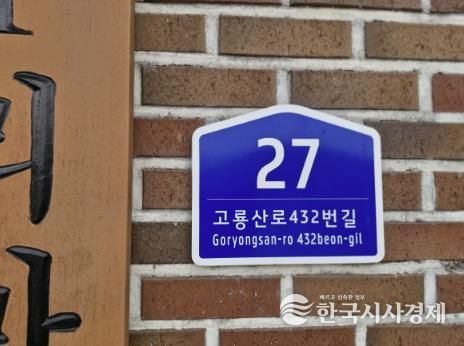 27
고룡산로432번길
Goryongsan-ro 432beon-gil
빠르고 신속한 정보
한국시사경제